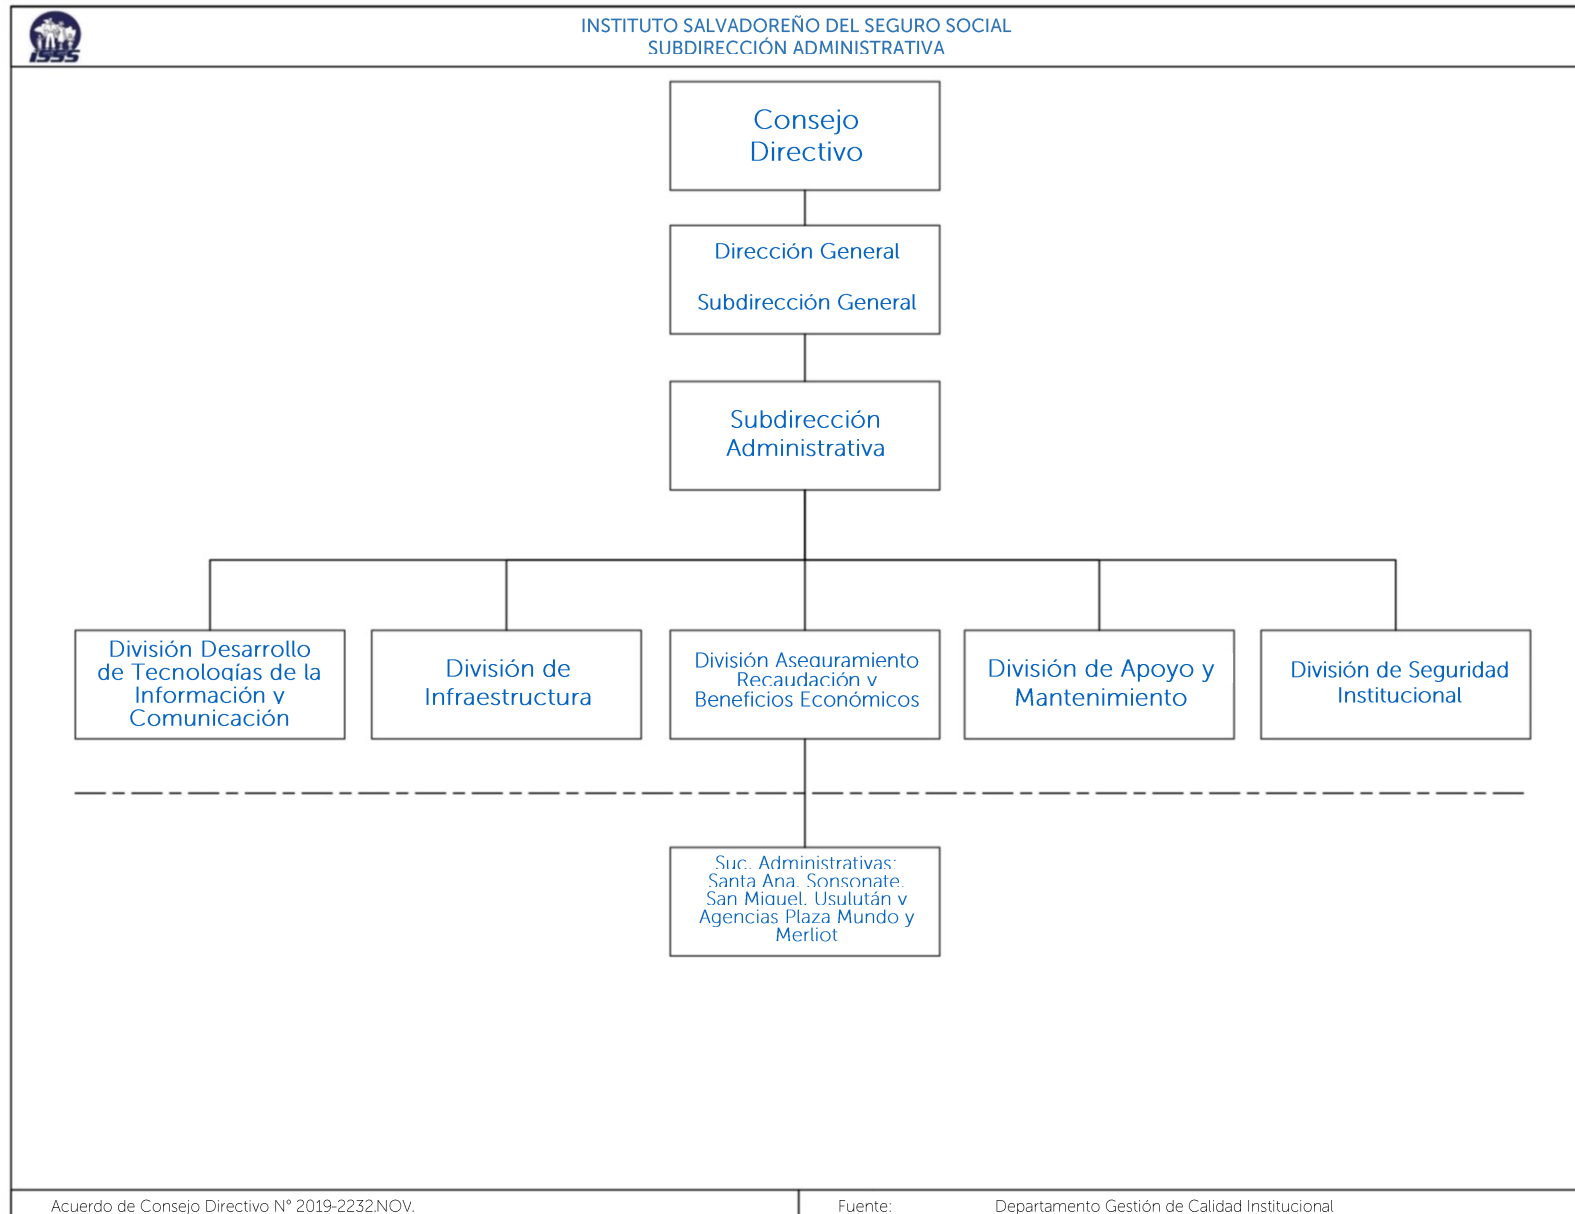 ISSS
INSTITUTO SALVADOREÑO DEL SEGURO SOCIAL
SUBDIRECCIÓN ADMINISTRATIVA
Consejo
Directivo
Dirección General
Subdirección General
Subdirección
Administrativa
División Desarrollo
de Tecnologías de la
Información y
Comunicación
División de
Infraestructura
División Aseguramiento
Recaudación y
Beneficios Económicos
División de Apoyo y
Mantenimiento
División de Seguridad
Institucional
Suc. Administrativas:
Santa Ana, Sonsonate,
San Miguel, Usulután y
Agencias Plaza Mundo y
Merliot
Acuerdo de Consejo Directivo N° 2019-2232.NOV.
Fuente: Departamento Gestión de Calidad Institucional